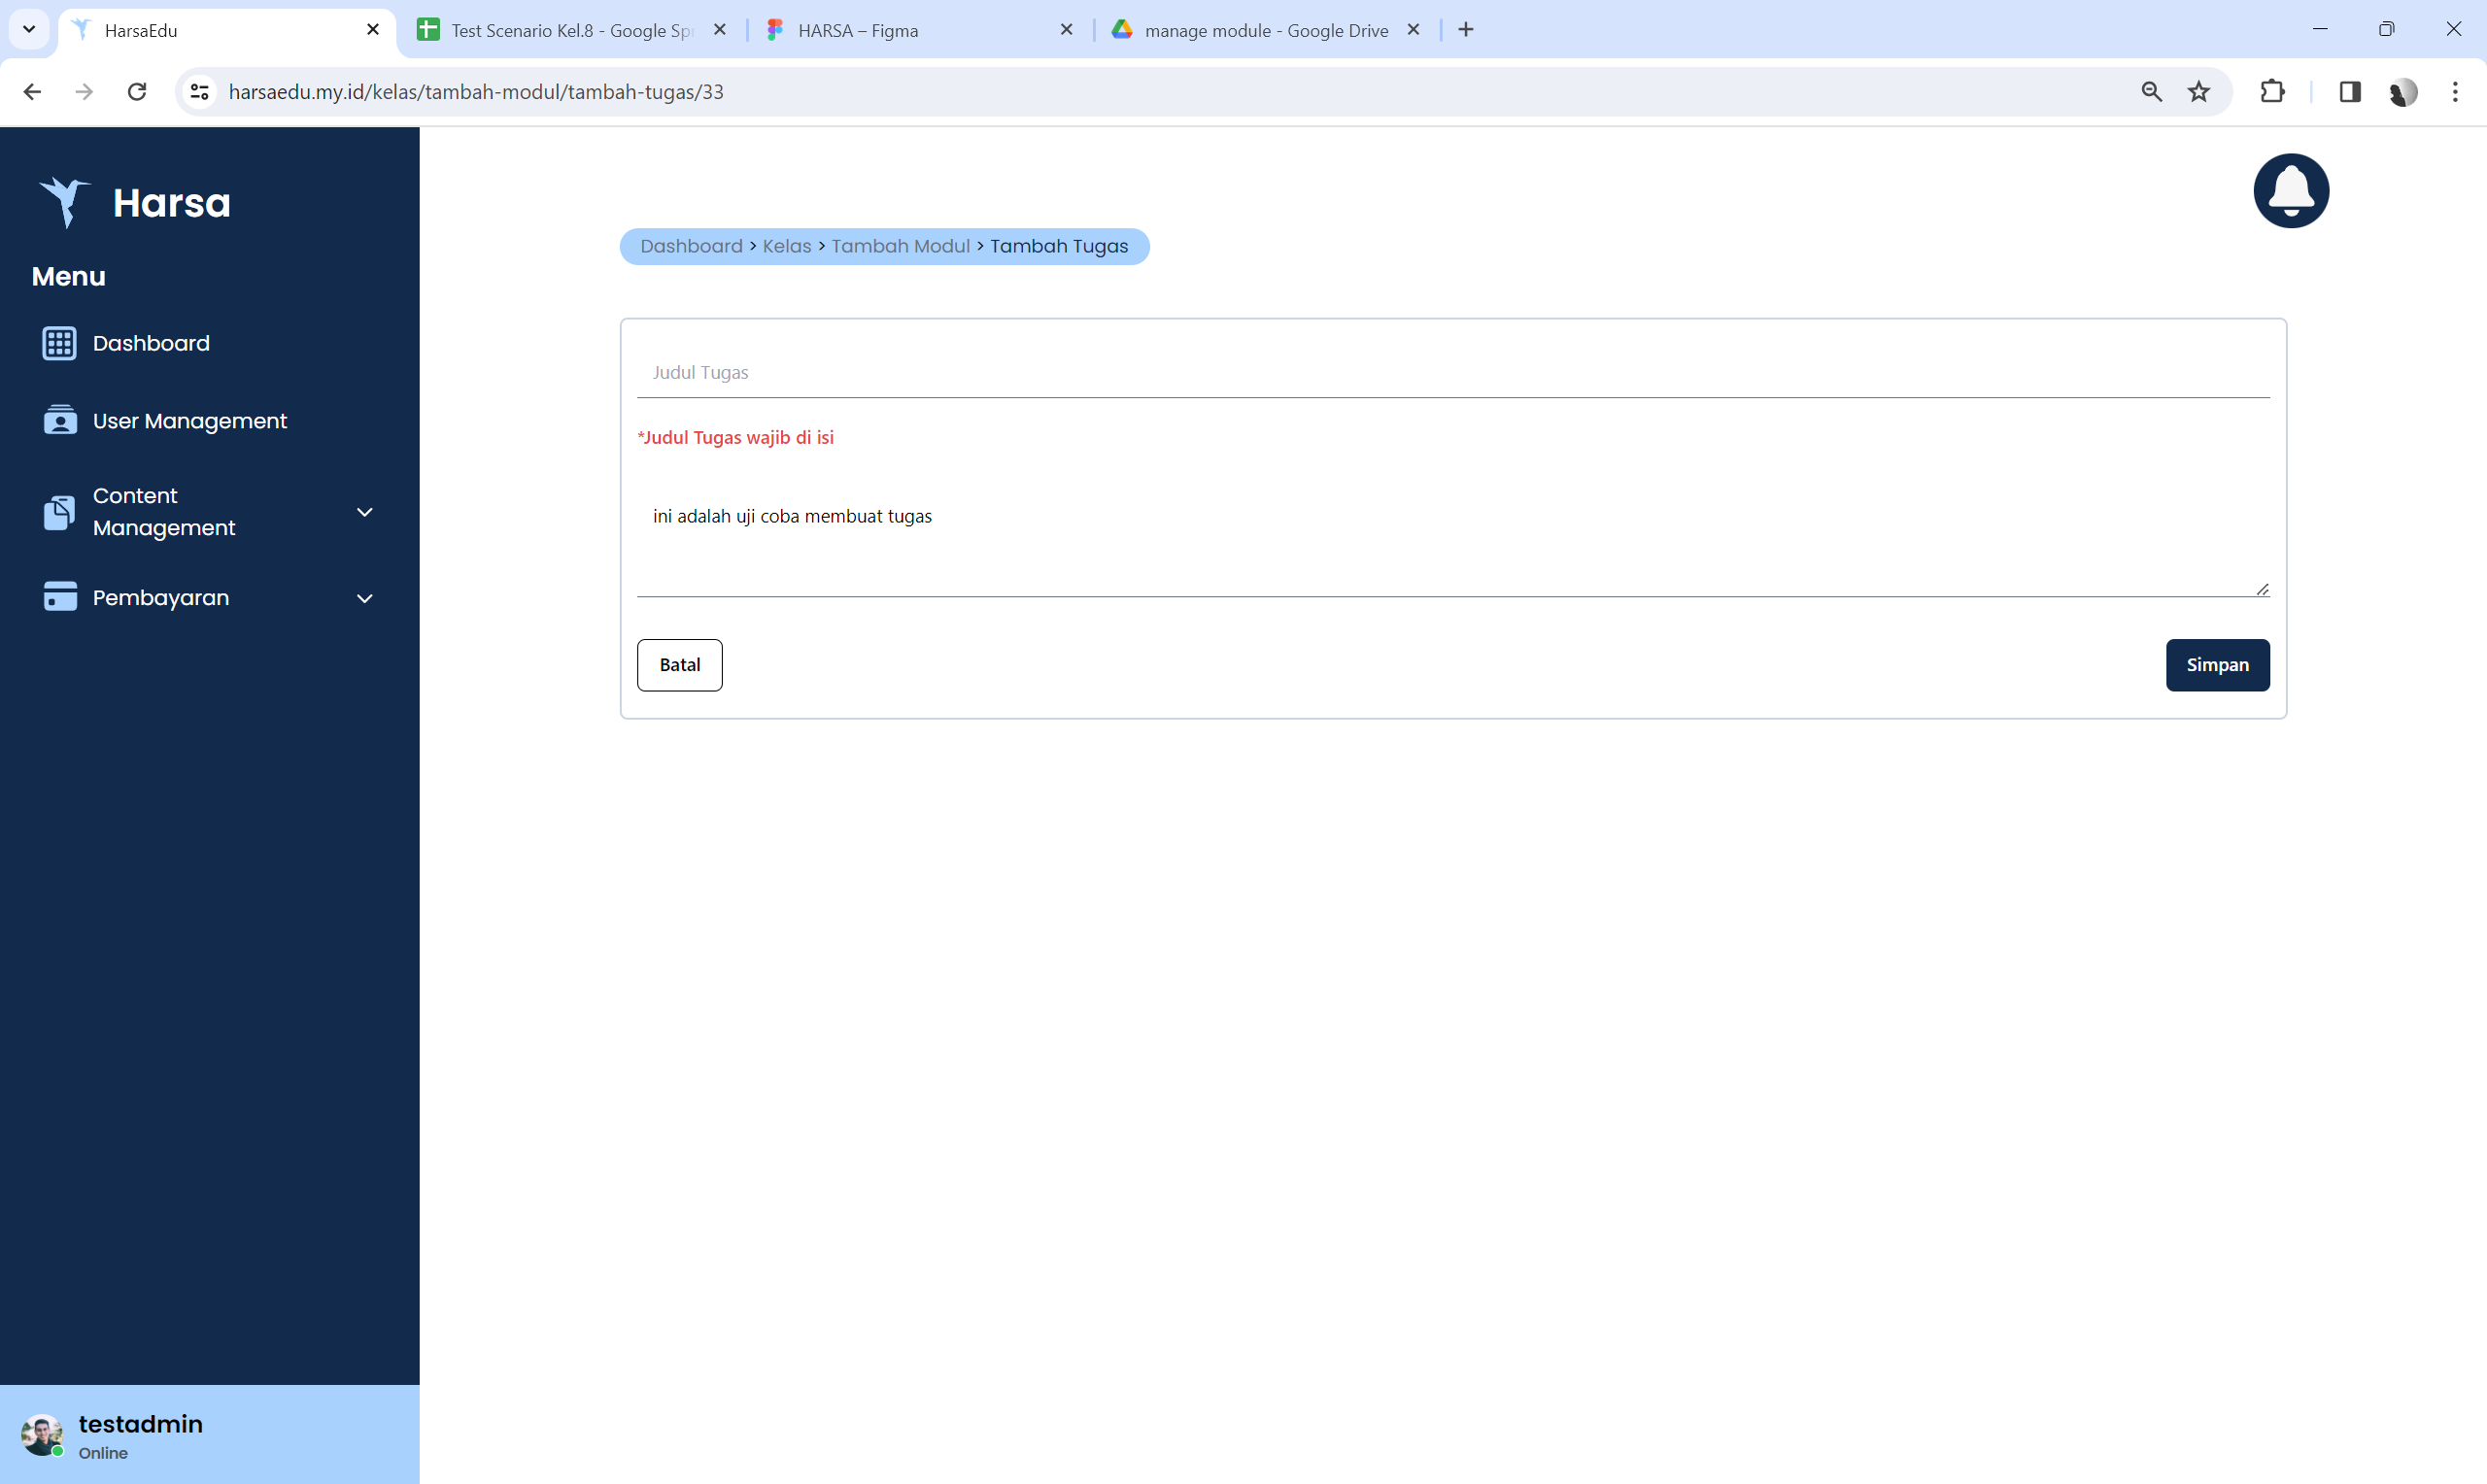 HarsaEdu
Test Scenario Kel.8 - Google Spr
HARSA – Figma
manage module - Google Drive
harsaedu.my.id/kelas/tambah-modul/tambah-tugas/33
Harsa
Menu
Dashboard
User Management
Content
Management
Pembayaran
Dashboard > Kelas > Tambah Modul > Tambah Tugas
Judul Tugas
*Judul Tugas wajib di isi
ini adalah uji coba membuat tugas
Batal
Simpan
testadmin
Online